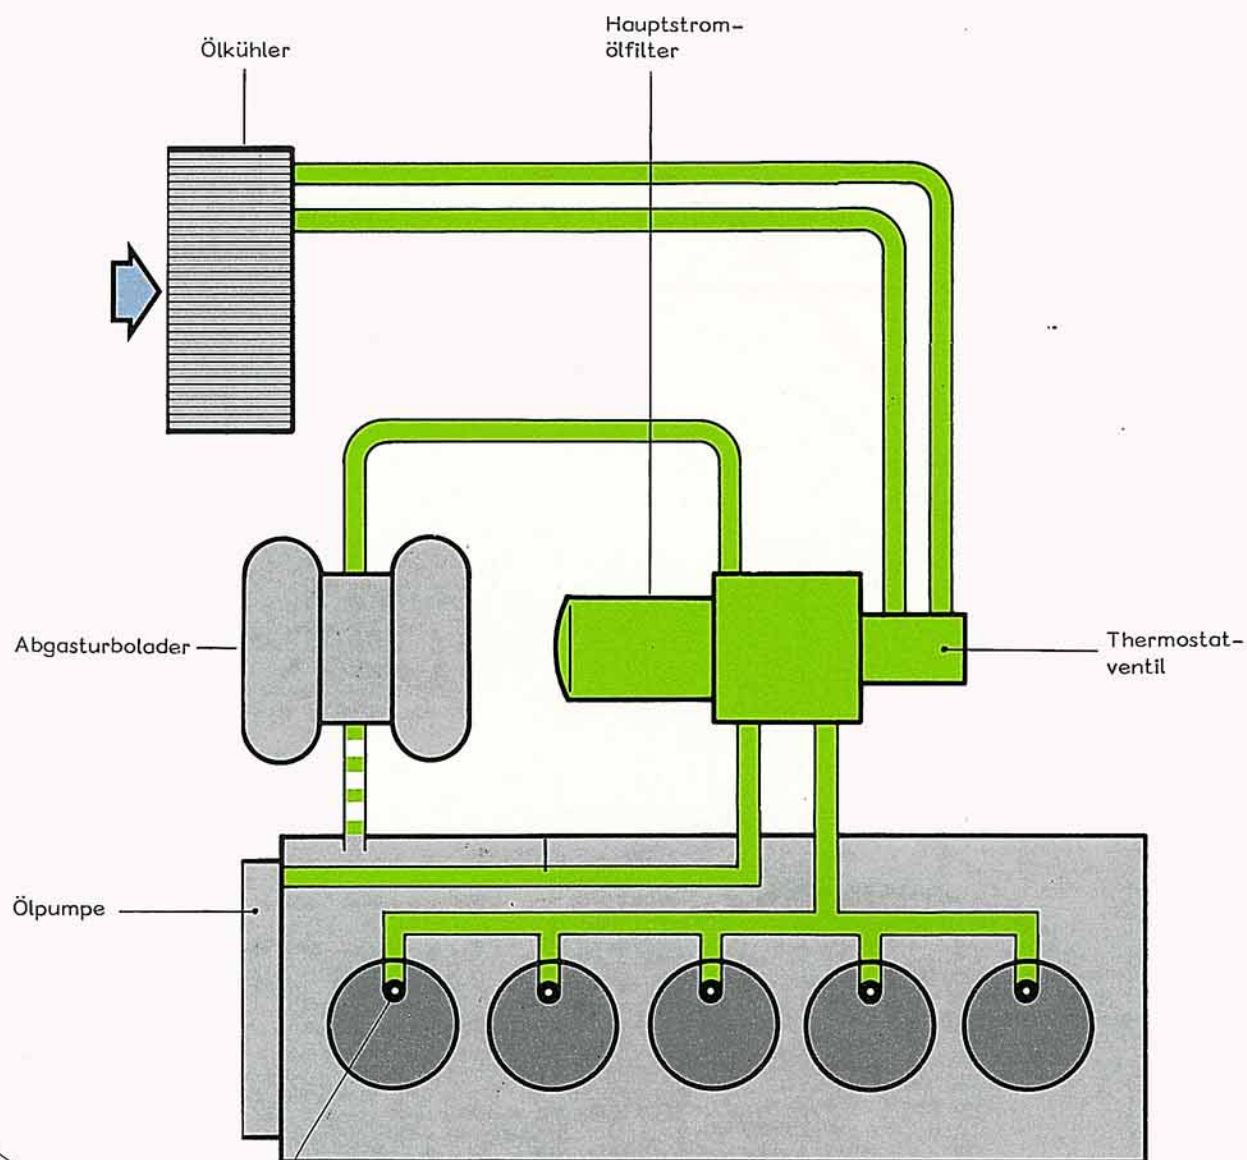 Ölkühler
Hauptstrom-
ölfilter
Abgasturbolader
Thermostat-
ventil
Ölpumpe